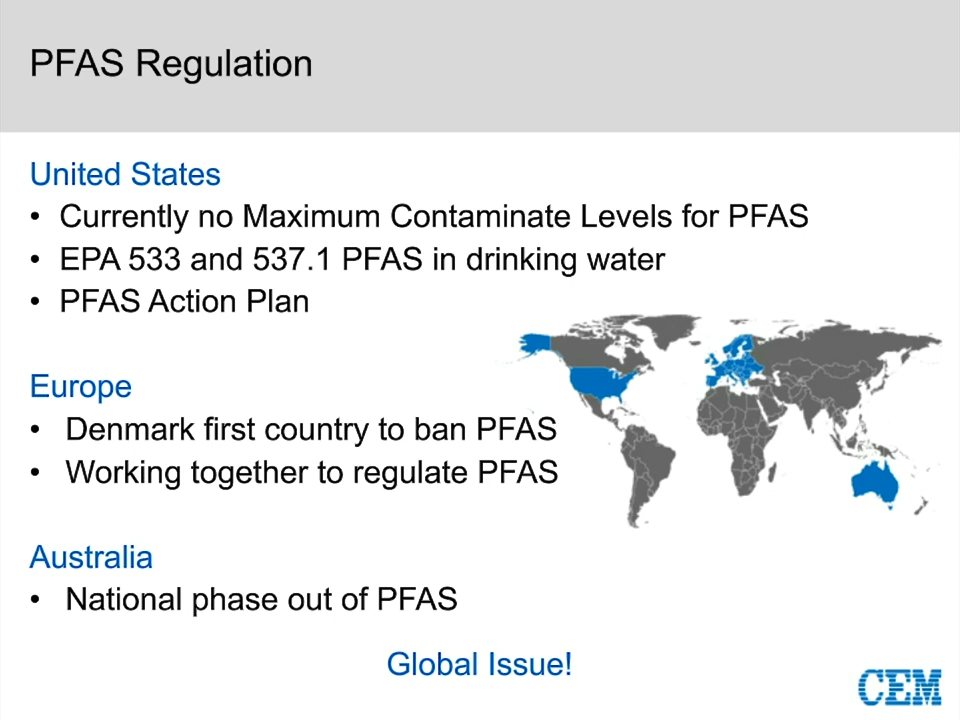 PFAS Regulation
United States
• Currently no Maximum Contaminate Levels for PFAS
• EPA 533 and 537.1 PFAS in drinking water
• PFAS Action Plan
Europe
• Denmark first country to ban PFAS
• Working together to regulate PFAS
Australia
• National phase out of PFAS
Global Issue!
CEM